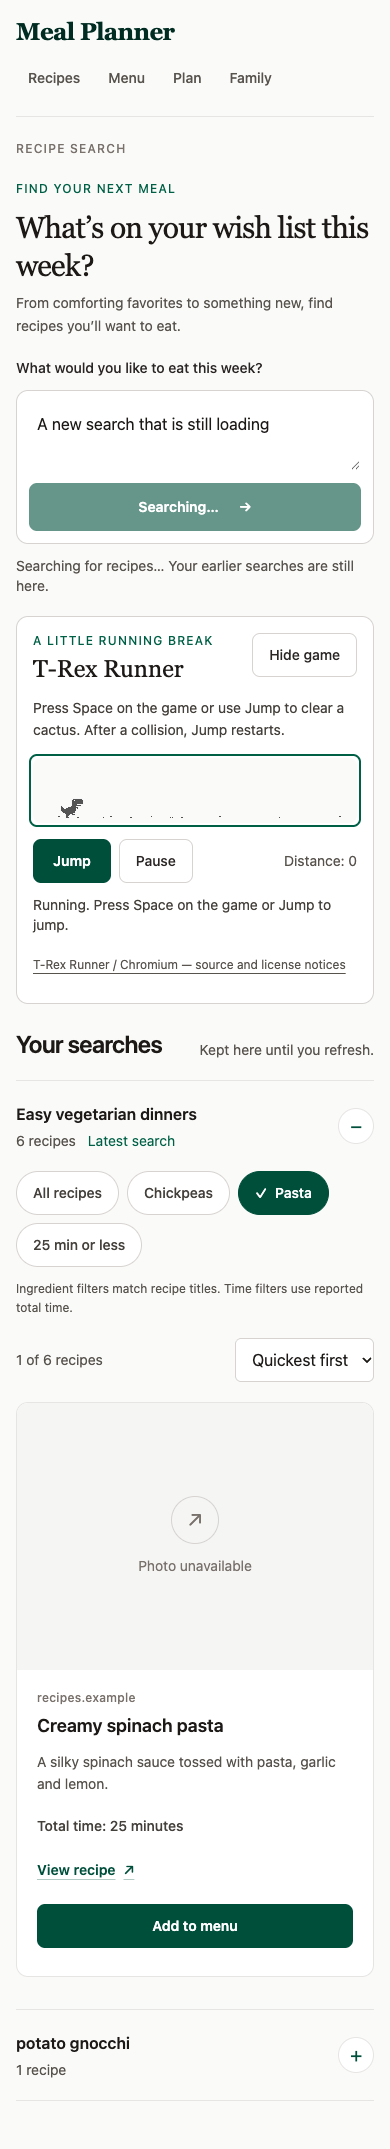 Meal Planner
Recipes Menu Plan Family
RECIPE SEARCH
FIND YOUR NEXT MEAL
What’s on your wish list this
week?
From comforting favorites to something new, find
recipes you’ll want to eat.
What would you like to eat this week?
A new search that is still loading
Searching... →
Searching for recipes... Your earlier searches are still
here.
A LITTLE RUNNING BREAK
T-Rex Runner
Hide game
Press Space on the game or use Jump to clear a
cactus. After a collision, Jump restarts.
Jump Pause Distance: 0
Running. Press Space on the game or Jump to
jump.
T-Rex Runner / Chromium — source and license notices
Your searches Kept here until you refresh.
Easy vegetarian dinners −
6 recipes Latest search
All recipes Chickpeas ✓ Pasta
25 min or less
Ingredient filters match recipe titles. Time filters use reported
total time.
1 of 6 recipes Quickest first
↗
Photo unavailable
recipes.example
Creamy spinach pasta
A silky spinach sauce tossed with pasta, garlic
and lemon.
Total time: 25 minutes
View recipe ↗
Add to menu
potato gnocchi +
1 recipe